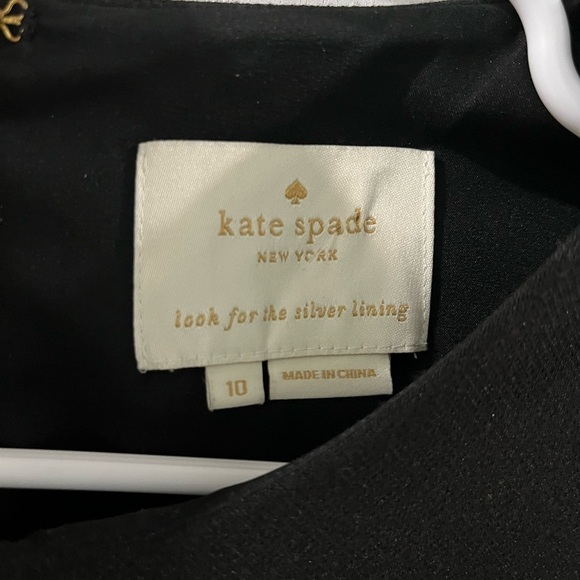 kate spade
NEW YORK
look for the silver lining
10
MADE IN CHINA